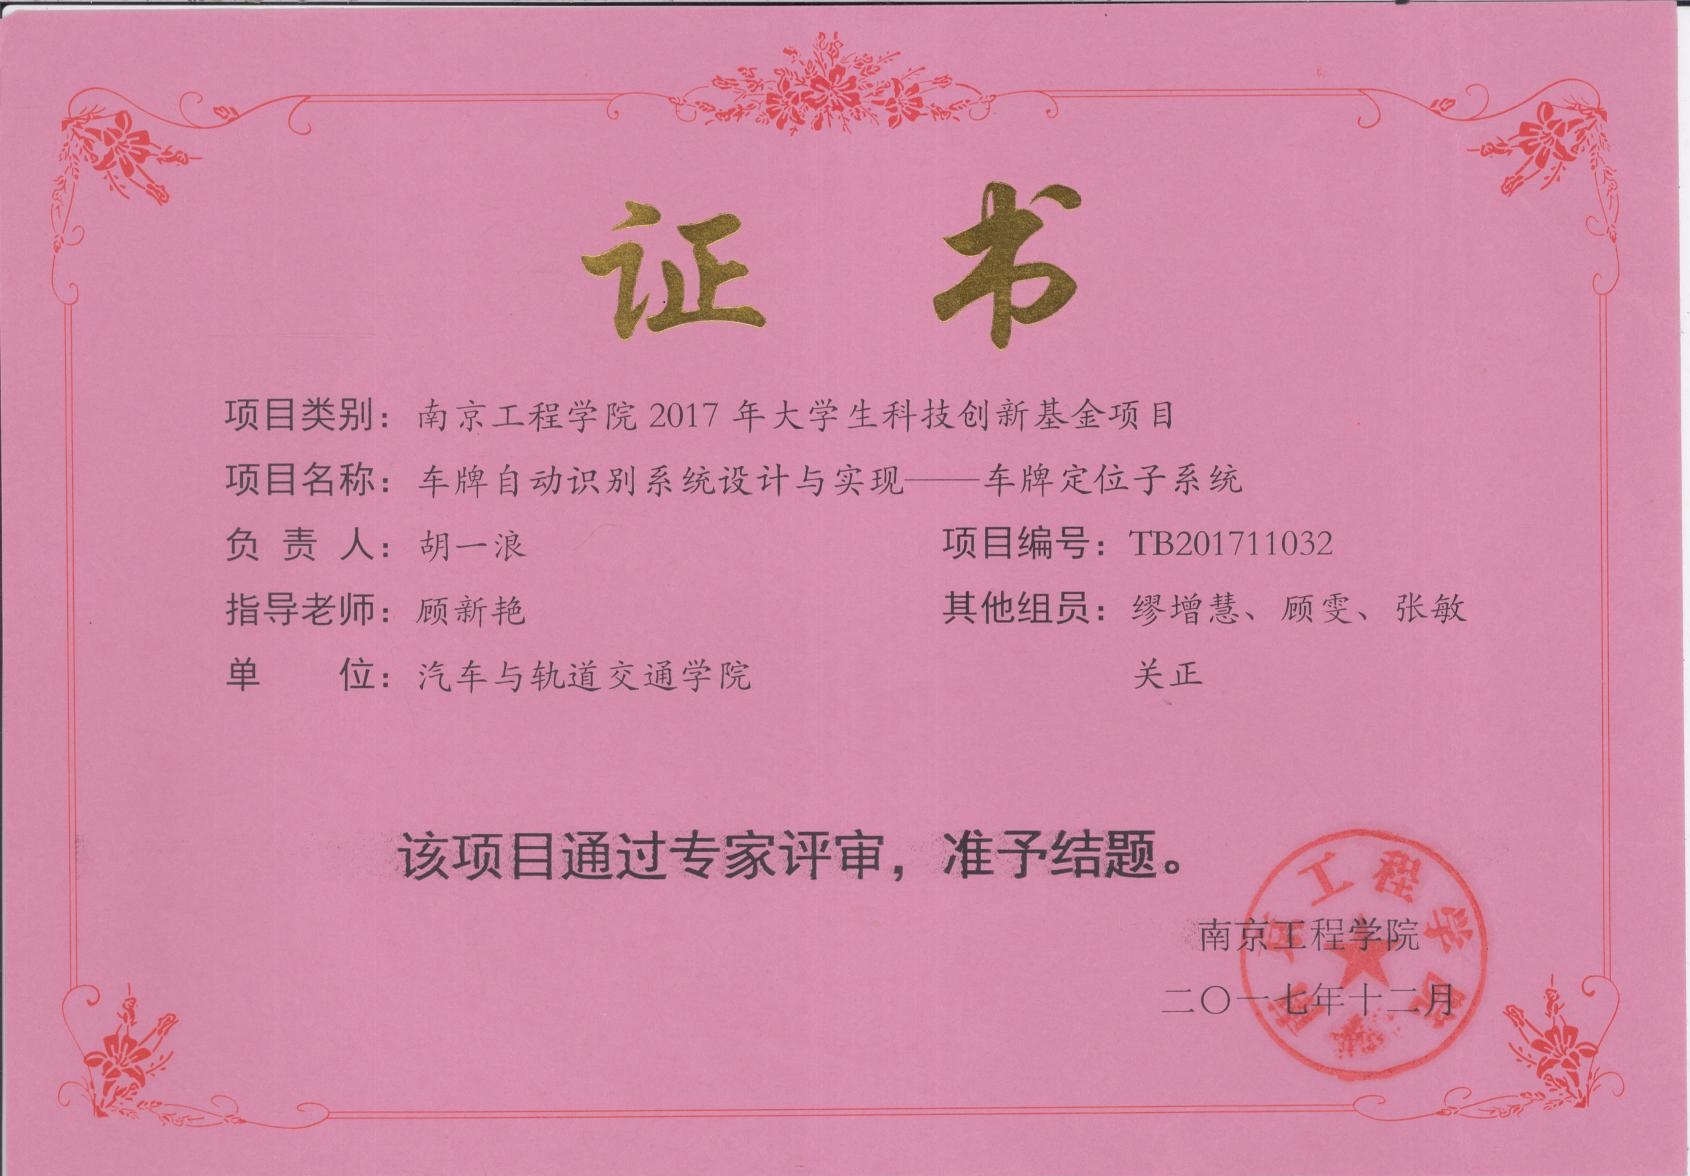 证 书
项目类别：南京工程学院 2017 年大学生科技创新基金项目
项目名称：车牌自动识别系统设计与实现——车牌定位子系统
负 责 人：胡一浪 项目编号：TB201711032
指导老师：顾新艳 其他组员：缪增慧、顾雯、张敏
单 位：汽车与轨道交通学院 关正
该项目通过专家评审，准予结题。
南京工程学院
二〇一七年十二月
南京工程学院